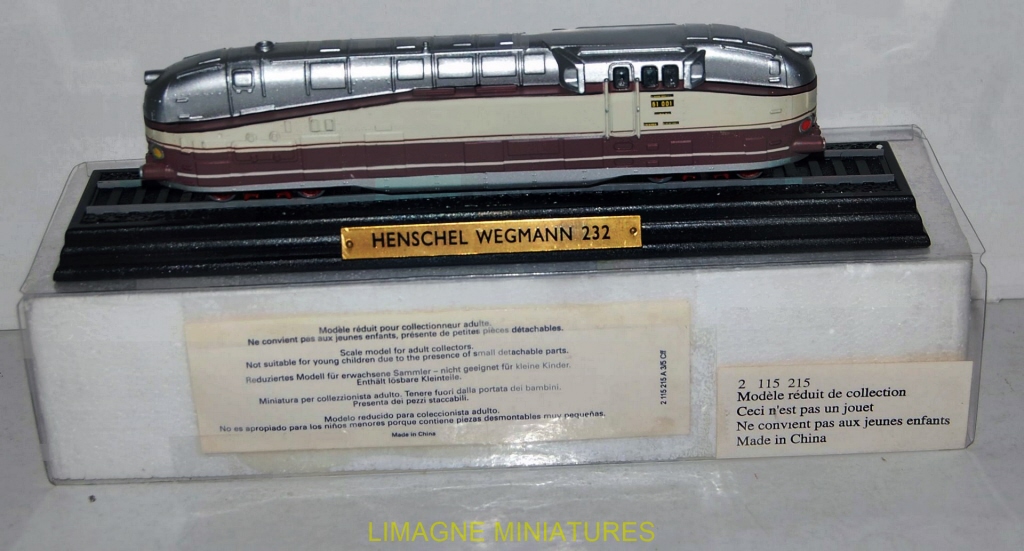 61 001
HENSCHEL WEGMANN 232
Modèle réduit pour collectionneur adulte.
Ne convient pas aux jeunes enfants, présente de petites pièces détachables.
Scale model for adult collectors.
Not suitable for young children due to the presence of small detachable parts.
Reduziertes Modell für erwachsene Sammler – nicht geeignet für kleine Kinder.
Enthält lösbare Kleinteile.
Miniatura per collezzionista adulto. Tenere fuori dalla portata dei bambini.
Presenta dei pezzi staccabili.
Modelo reducido para coleccionista adulto.
No es apropiado para los niños menores porque contiene piezas desmontables muy pequeñas.
Made in China
2 115 215 A 3/5 Cff
2 115 215
Modèle réduit de collection
Ceci n'est pas un jouet
Ne convient pas aux jeunes enfants
Made in China
LIMAGNE MINIATURES